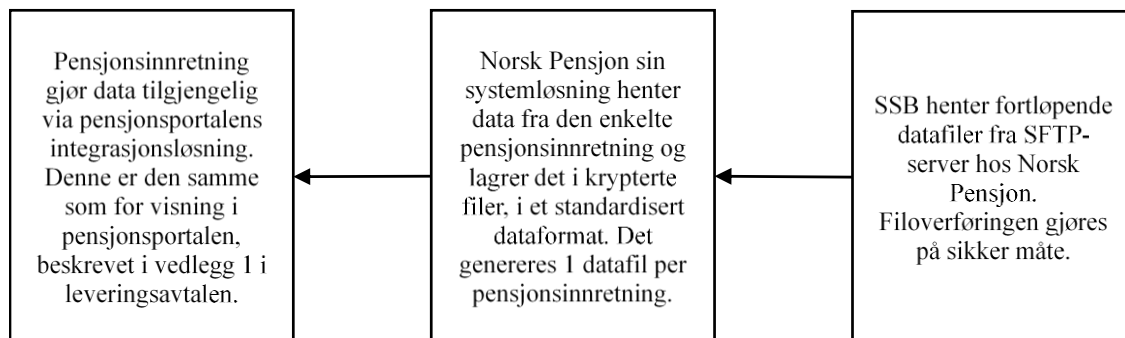 Pensjonsinnretning
gjør data tilgjengelig
via pensjonsportalens
integrasjonsløsning.
Denne er den samme
som for visning i
pensjonsportalen,
beskrevet i vedlegg 1 i
leveringsavtalen.
Norsk Pensjon sin
systemløsning henter
data fra den enkelte
pensjonsinnretning og
lagrer det i krypterte
filer, i et standardisert
dataformat. Det
genereres 1 datafil per
pensjonsinnretning.
SSB henter fortløpende
datafiler fra SFTP-
server hos Norsk
Pensjon.
Filoverføringen gjøres
på sikker måte.